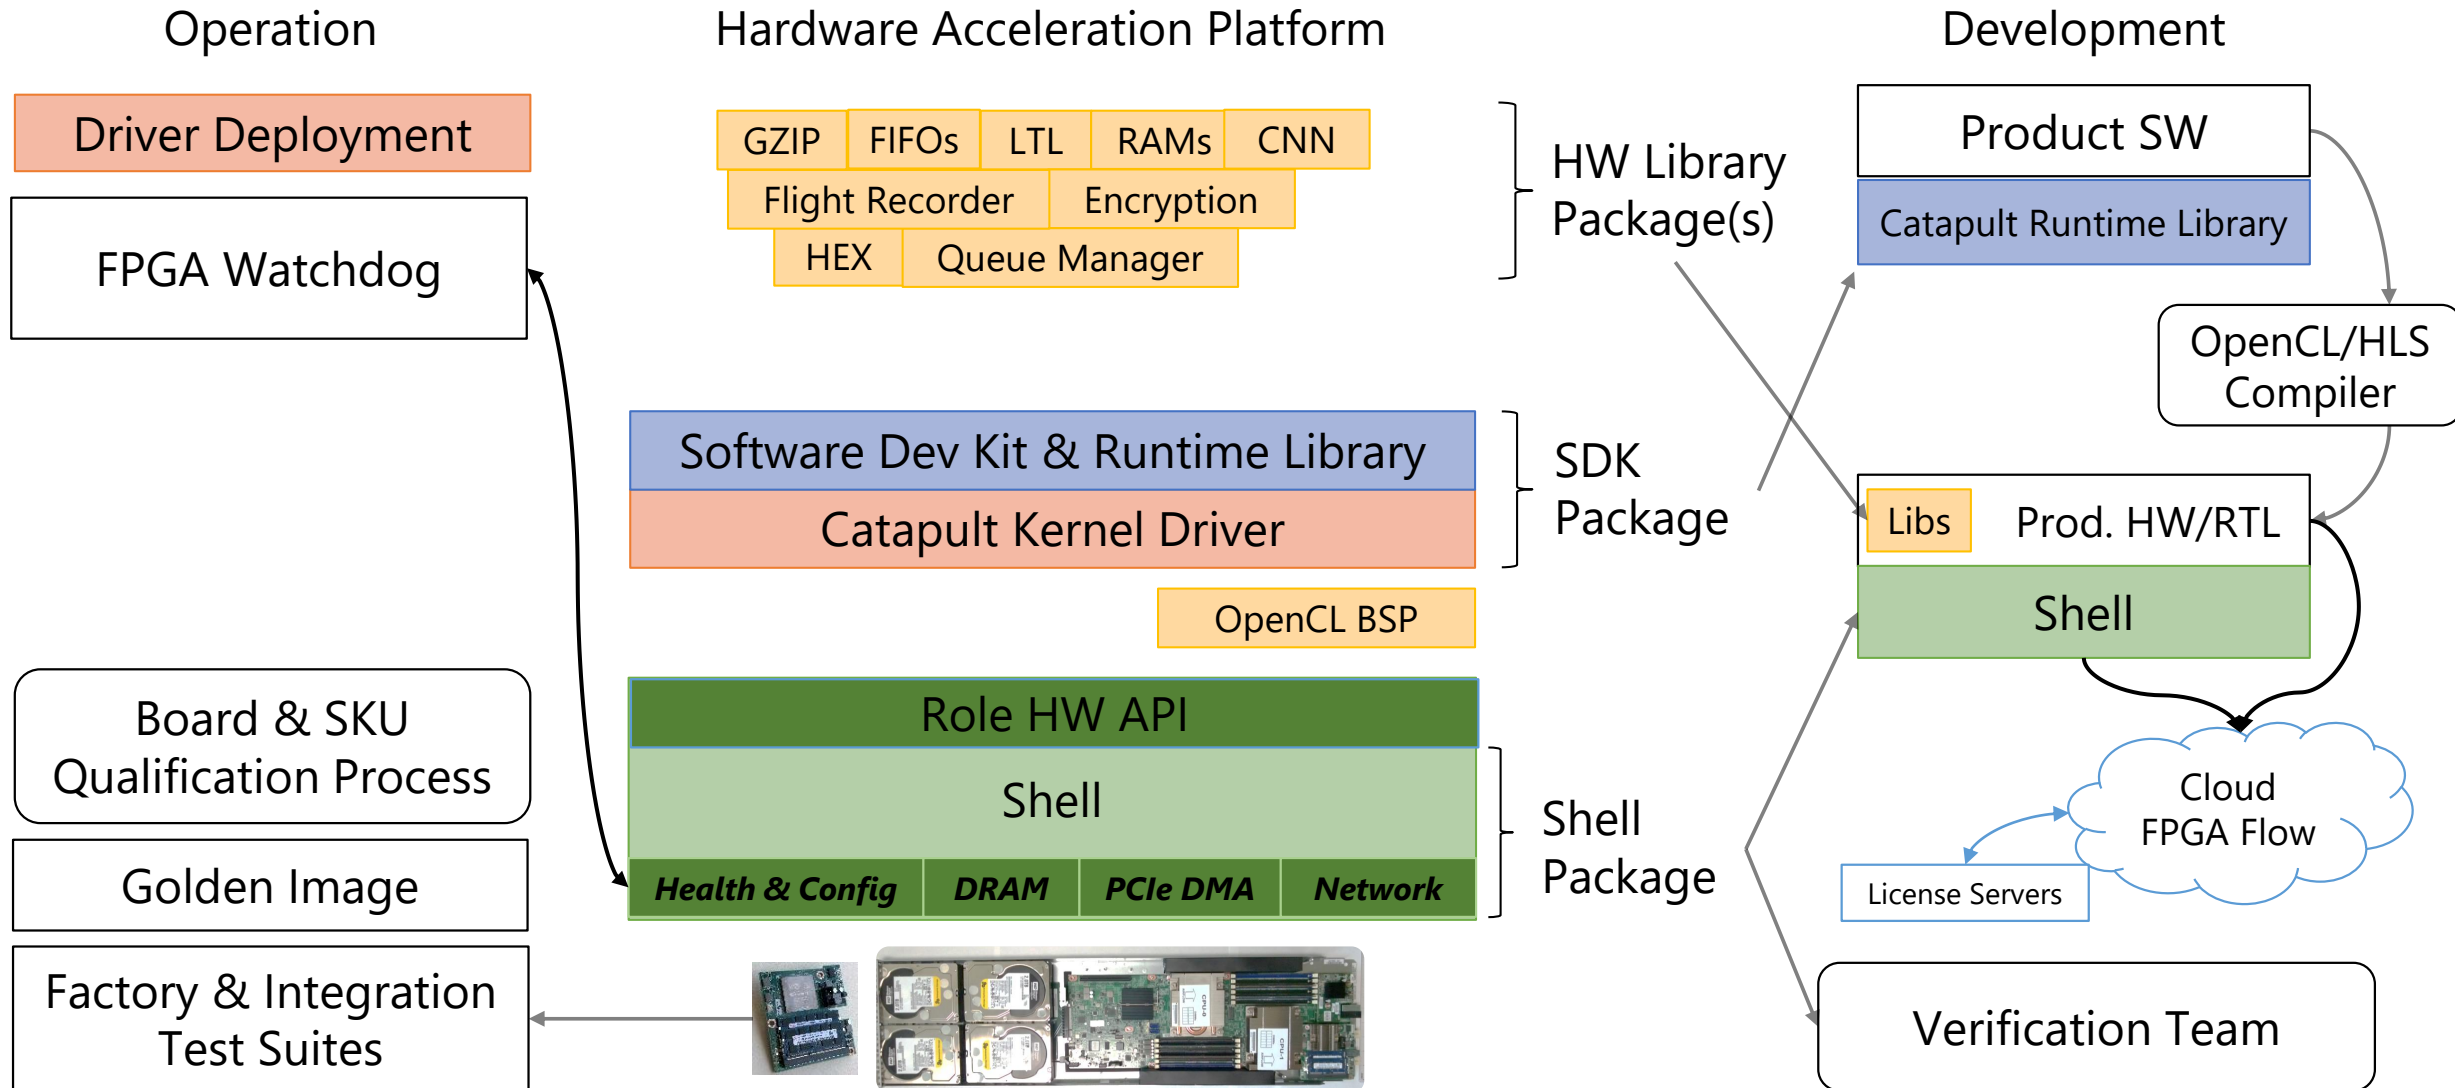 Operation
Hardware Acceleration Platform
Development
Driver Deployment
FPGA Watchdog
Board & SKU
Qualification Process
Golden Image
Factory & Integration
Test Suites
GZIP
FIFOs
LTL
RAMs
CNN
Flight Recorder
Encryption
HEX
Queue Manager
HW Library
Package(s)
Software Dev Kit & Runtime Library
Catapult Kernel Driver
SDK
Package
OpenCL BSP
Role HW API
Shell
Health & Config
DRAM
PCIe DMA
Network
Shell
Package
CPU-0
CPU-1
Product SW
Catapult Runtime Library
OpenCL/HLS
Compiler
Libs
Prod. HW/RTL
Shell
Cloud
FPGA Flow
License Servers
Verification Team